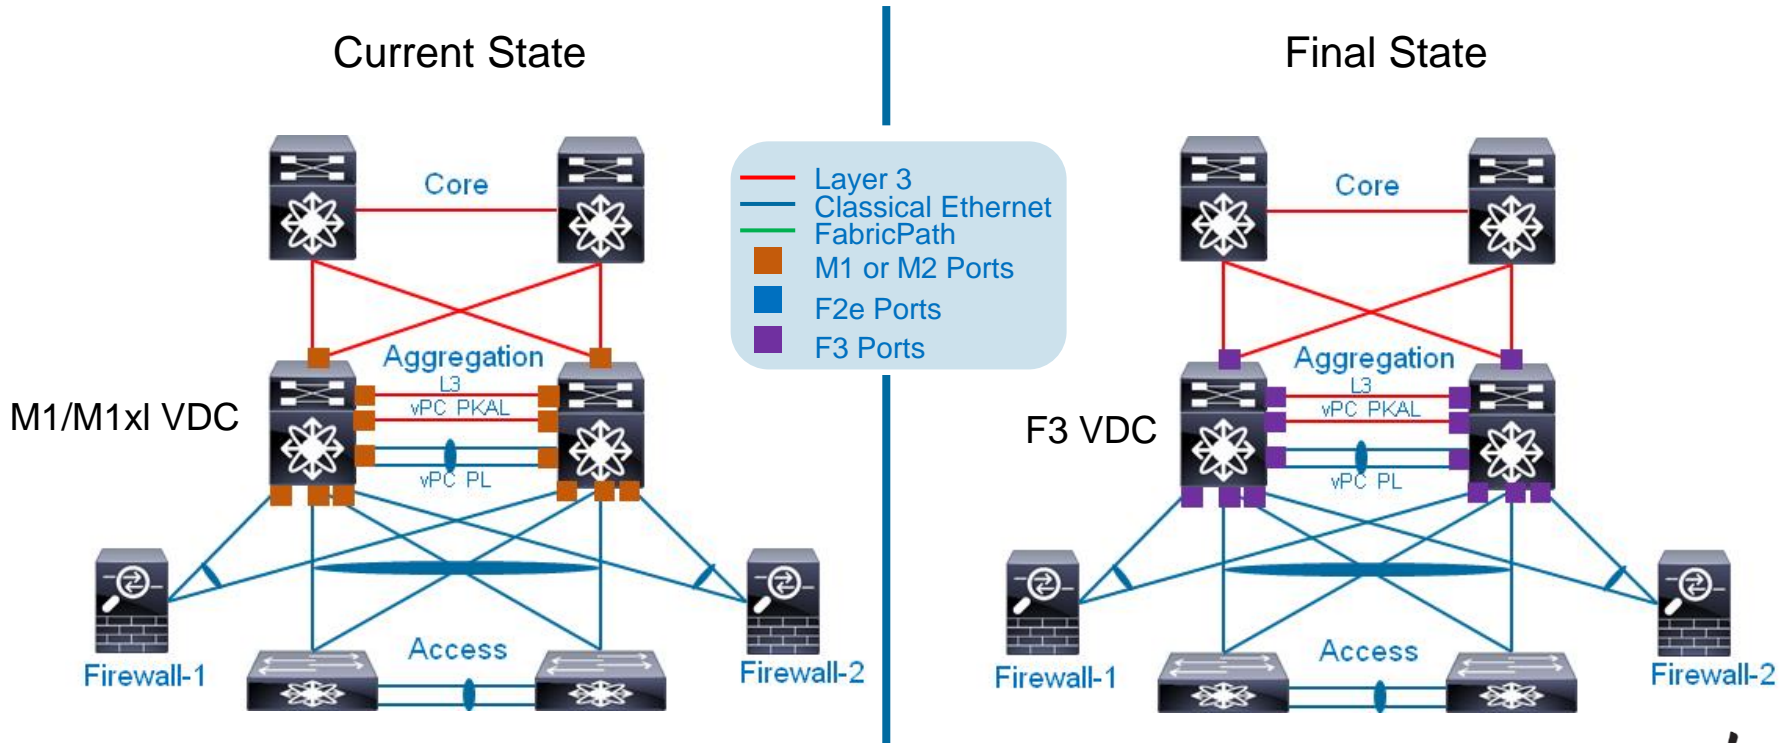 Current State
Final State
Layer 3
Classical Ethernet
FabricPath
M1 or M2 Ports
F2e Ports
F3 Ports
Core
Aggregation
L3
vPC PKAL
M1/M1xl VDC
vPC PL
Firewall-1
Access
Firewall-2
Core
Aggregation
L3
vPC PKAL
F3 VDC
vPC PL
Firewall-1
Access
Firewall-2